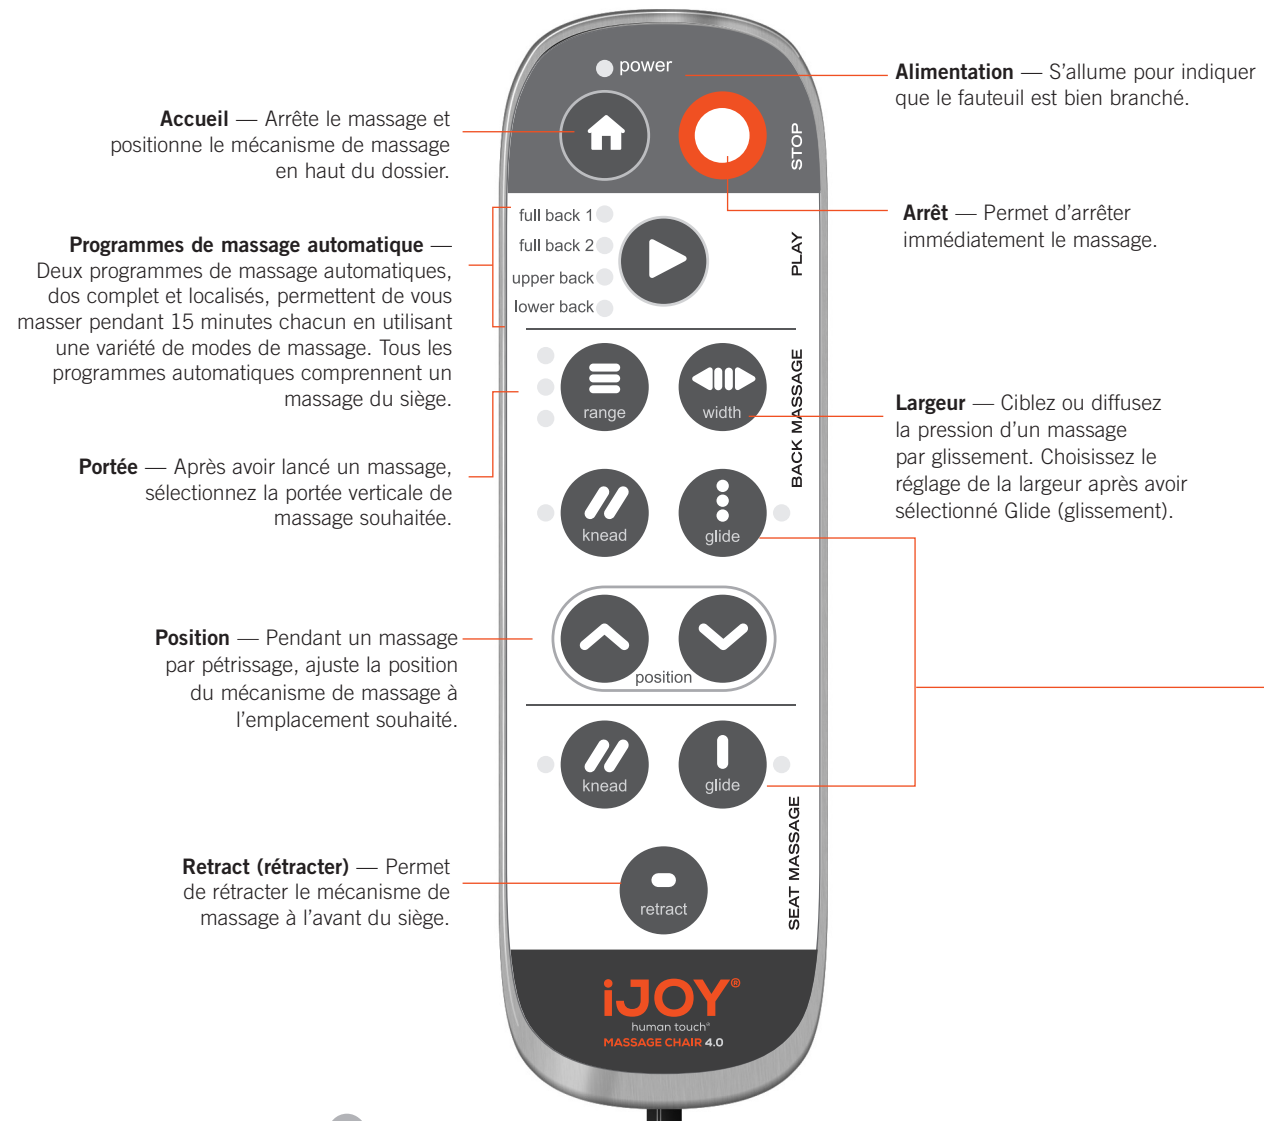 power
Alimentation — S’allume pour indiquer
que le fauteuil est bien branché.
Accueil — Arrête le massage et
positionne le mécanisme de massage
en haut du dossier.
STOP
Arrêt — Permet d’arrêter
immédiatement le massage.
full back 1
full back 2
upper back
lower back
PLAY
Programmes de massage automatique —
Deux programmes de massage automatiques,
dos complet et localisés, permettent de vous
masser pendant 15 minutes chacun en utilisant
une variété de modes de massage. Tous les
programmes automatiques comprennent un
massage du siège.
range
width
BACK MASSAGE
Largeur — Ciblez ou diffusez
la pression d’un massage
par glissement. Choisissez le
réglage de la largeur après avoir
sélectionné Glide (glissement).
Portée — Après avoir lancé un massage,
sélectionnez la portée verticale de
massage souhaitée.
knead
glide
Position — Pendant un massage
par pétrissage, ajuste la position
du mécanisme de massage à
l’emplacement souhaité.
position
knead
glide
SEAT MASSAGE
Retract (rétracter) — Permet
de rétracter le mécanisme de
massage à l’avant du siège.
retract
iJOY®
human touch®
MASSAGE CHAIR 4.0